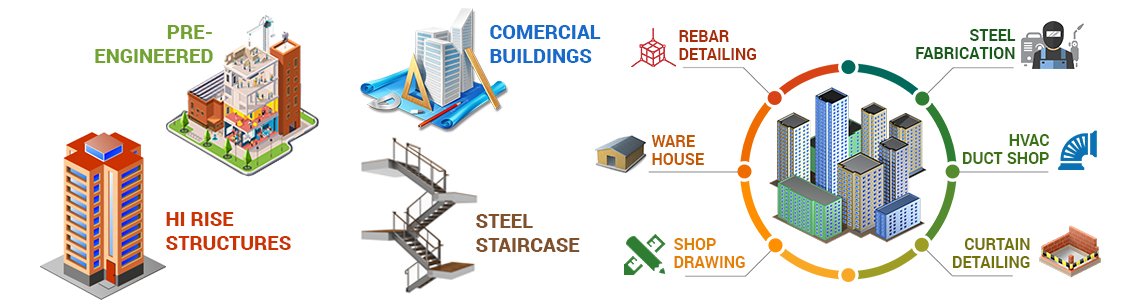 PRE-
ENGINEERED
COMERCIAL
BUILDINGS
HI RISE
STRUCTURES
STEEL
STAIRCASE
REBAR
DETAILING
STEEL
FABRICATION
WARE
HOUSE
HVAC
DUCT SHOP
SHOP
DRAWING
CURTAIN
DETAILING